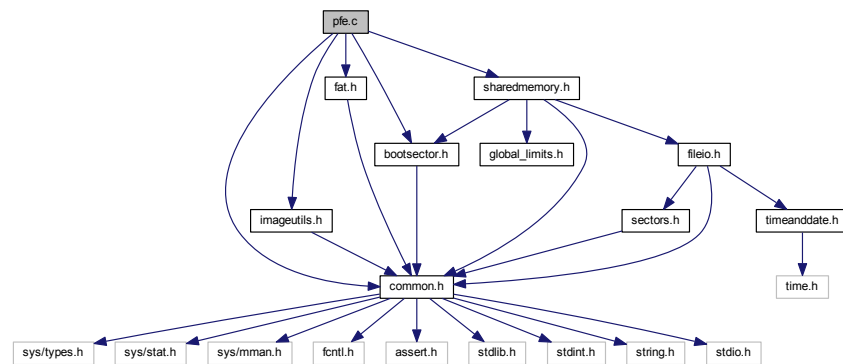 pfe.c
fat.h
sharedmemory.h
bootsector.h
global_limits.h
fileio.h
imageutils.h
sectors.h
timeanddate.h
common.h
time.h
sys/types.h
sys/stat.h
sys/mman.h
fcntl.h
assert.h
stdlib.h
stdint.h
string.h
stdio.h